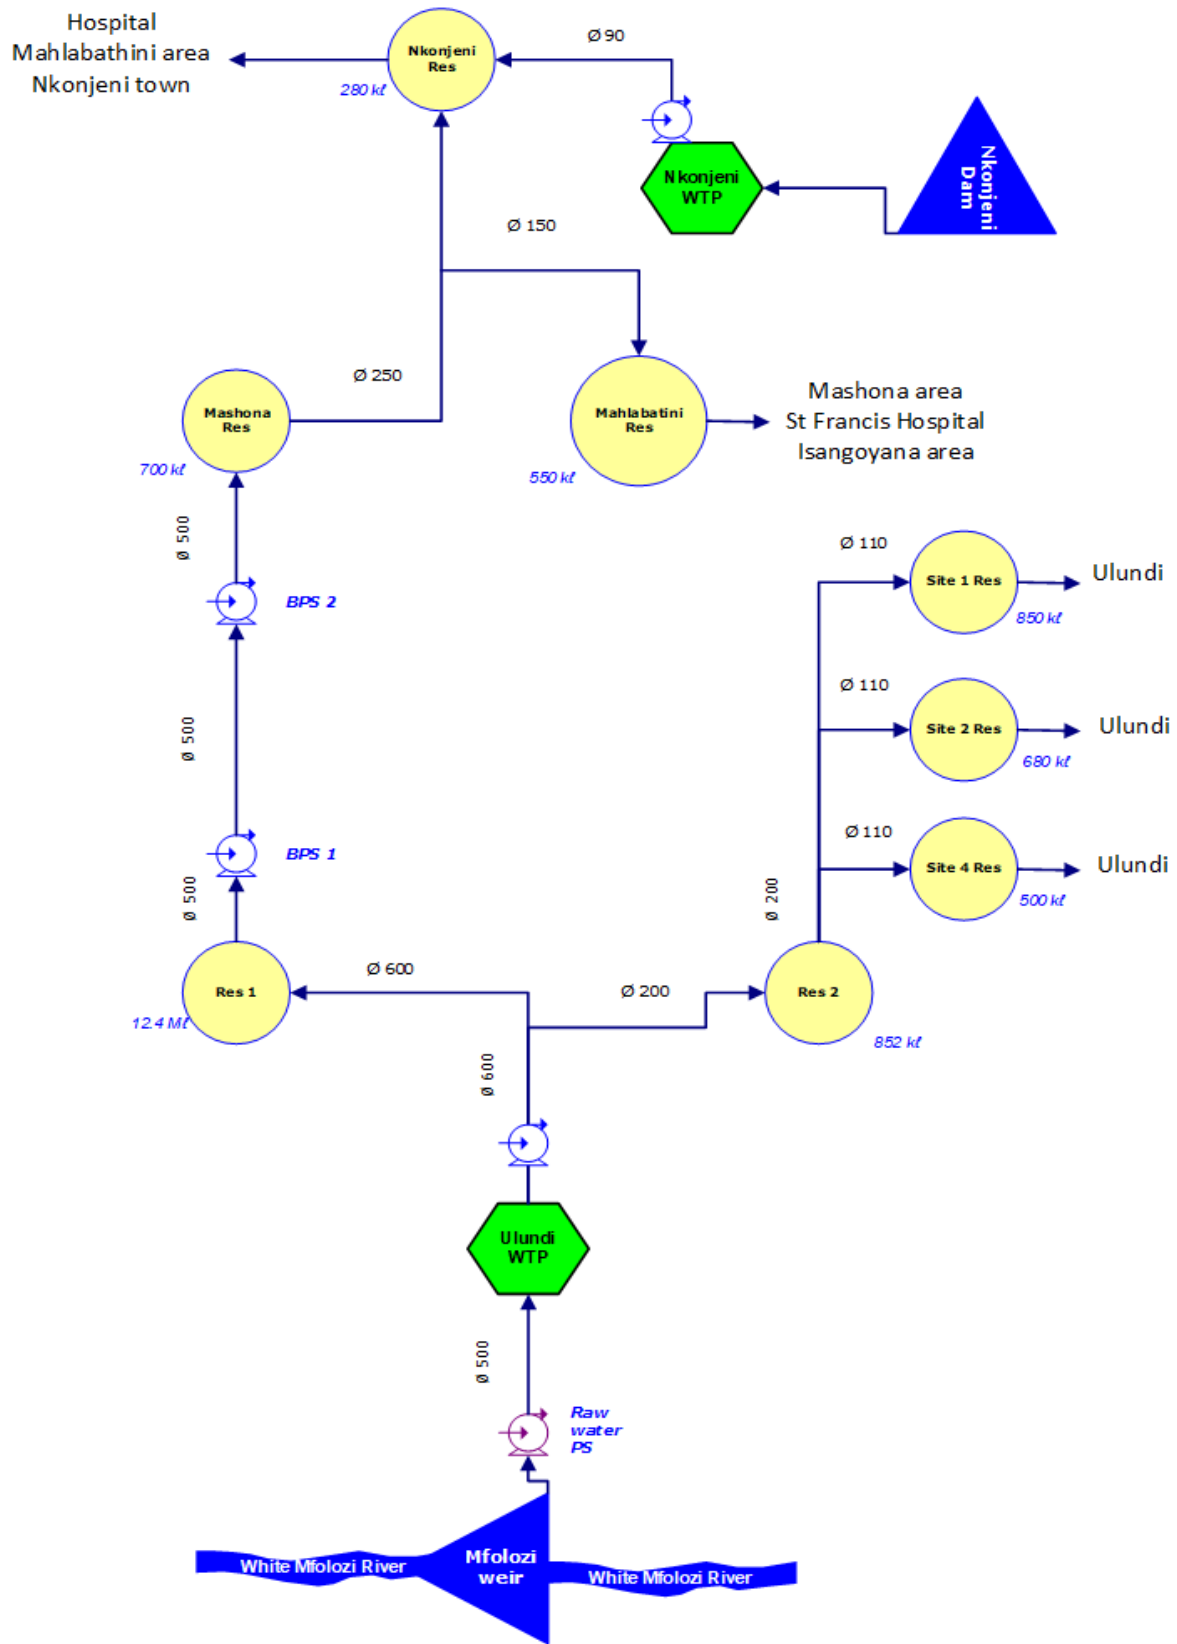 Hospital
Mahlabathini area
Nkonjeni town
Nkonjeni
Res
280 kℓ
Ø 90
Nkonjeni
WTP
Nkonjeni
Dam
Ø 150
Ø 250
Mashona
Res
700 kℓ
Mahlabatini
Res
550 kℓ
Mashona area
St Francis Hospital
Isangoyana area
Ø 500
BPS 2
Ø 500
BPS 1
Ø 500
Ø 110
Site 1 Res
850 kℓ
Ulundi
Ø 110
Site 2 Res
680 kℓ
Ulundi
Ø 110
Site 4 Res
500 kℓ
Ulundi
Ø 200
Res 1
12.4 Mℓ
Ø 600
Ø 200
Res 2
852 kℓ
Ø 600
Ulundi
WTP
Ø 500
Raw
water
PS
White Mfolozi River
Mfolozi
weir
White Mfolozi River